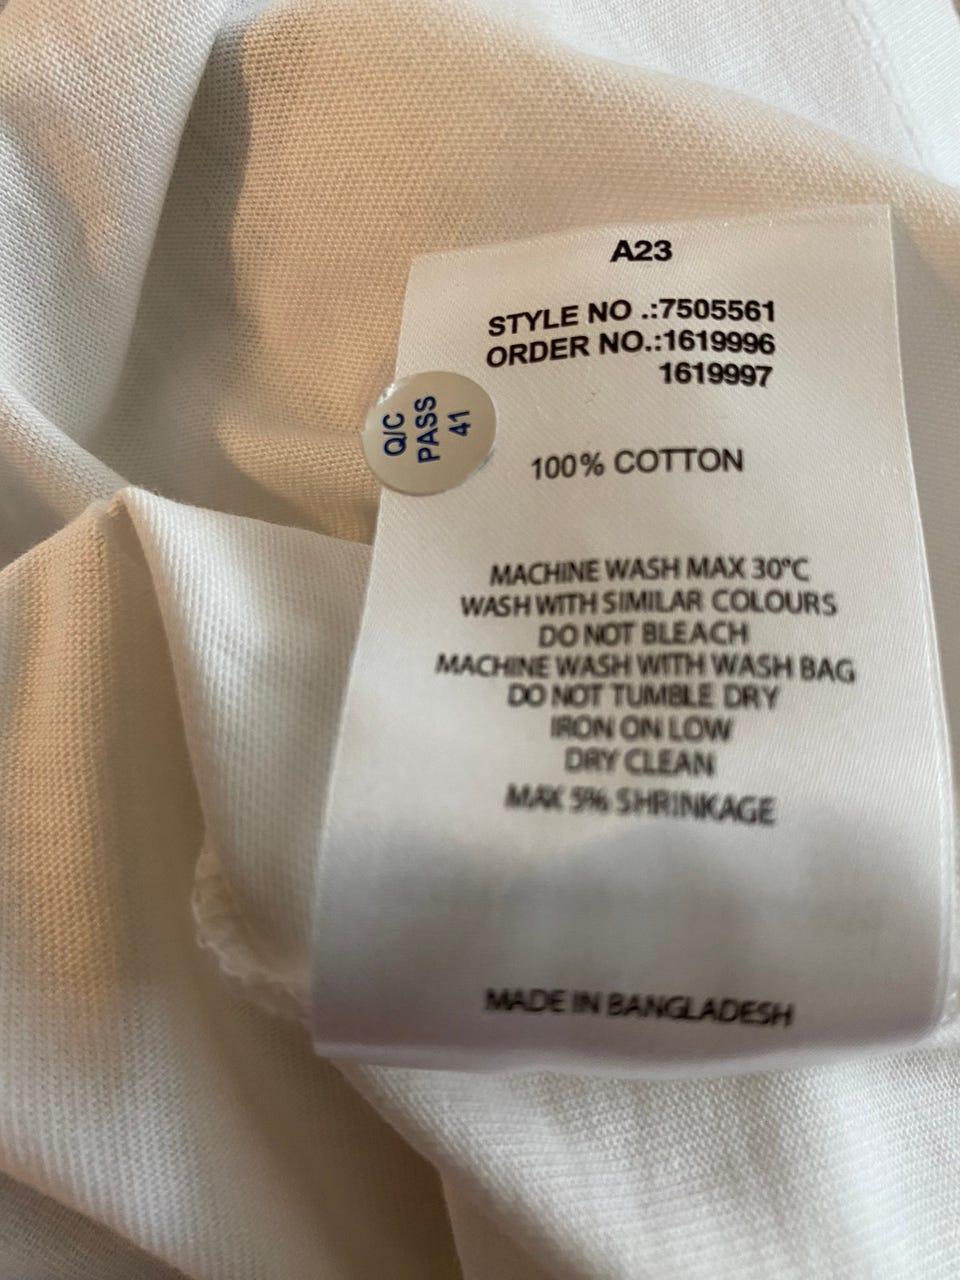 A23
STYLE NO .:7505561
ORDER NO.:1619996
1619997
Q/C
PASS
41
100% COTTON
MACHINE WASH MAX 30°C
WASH WITH SIMILAR COLOURS
DO NOT BLEACH
MACHINE WASH WITH WASH BAG
DO NOT TUMBLE DRY
IRON ON LOW
DRY CLEAN
MAX 5% SHRINKAGE
MADE IN BANGLADESH